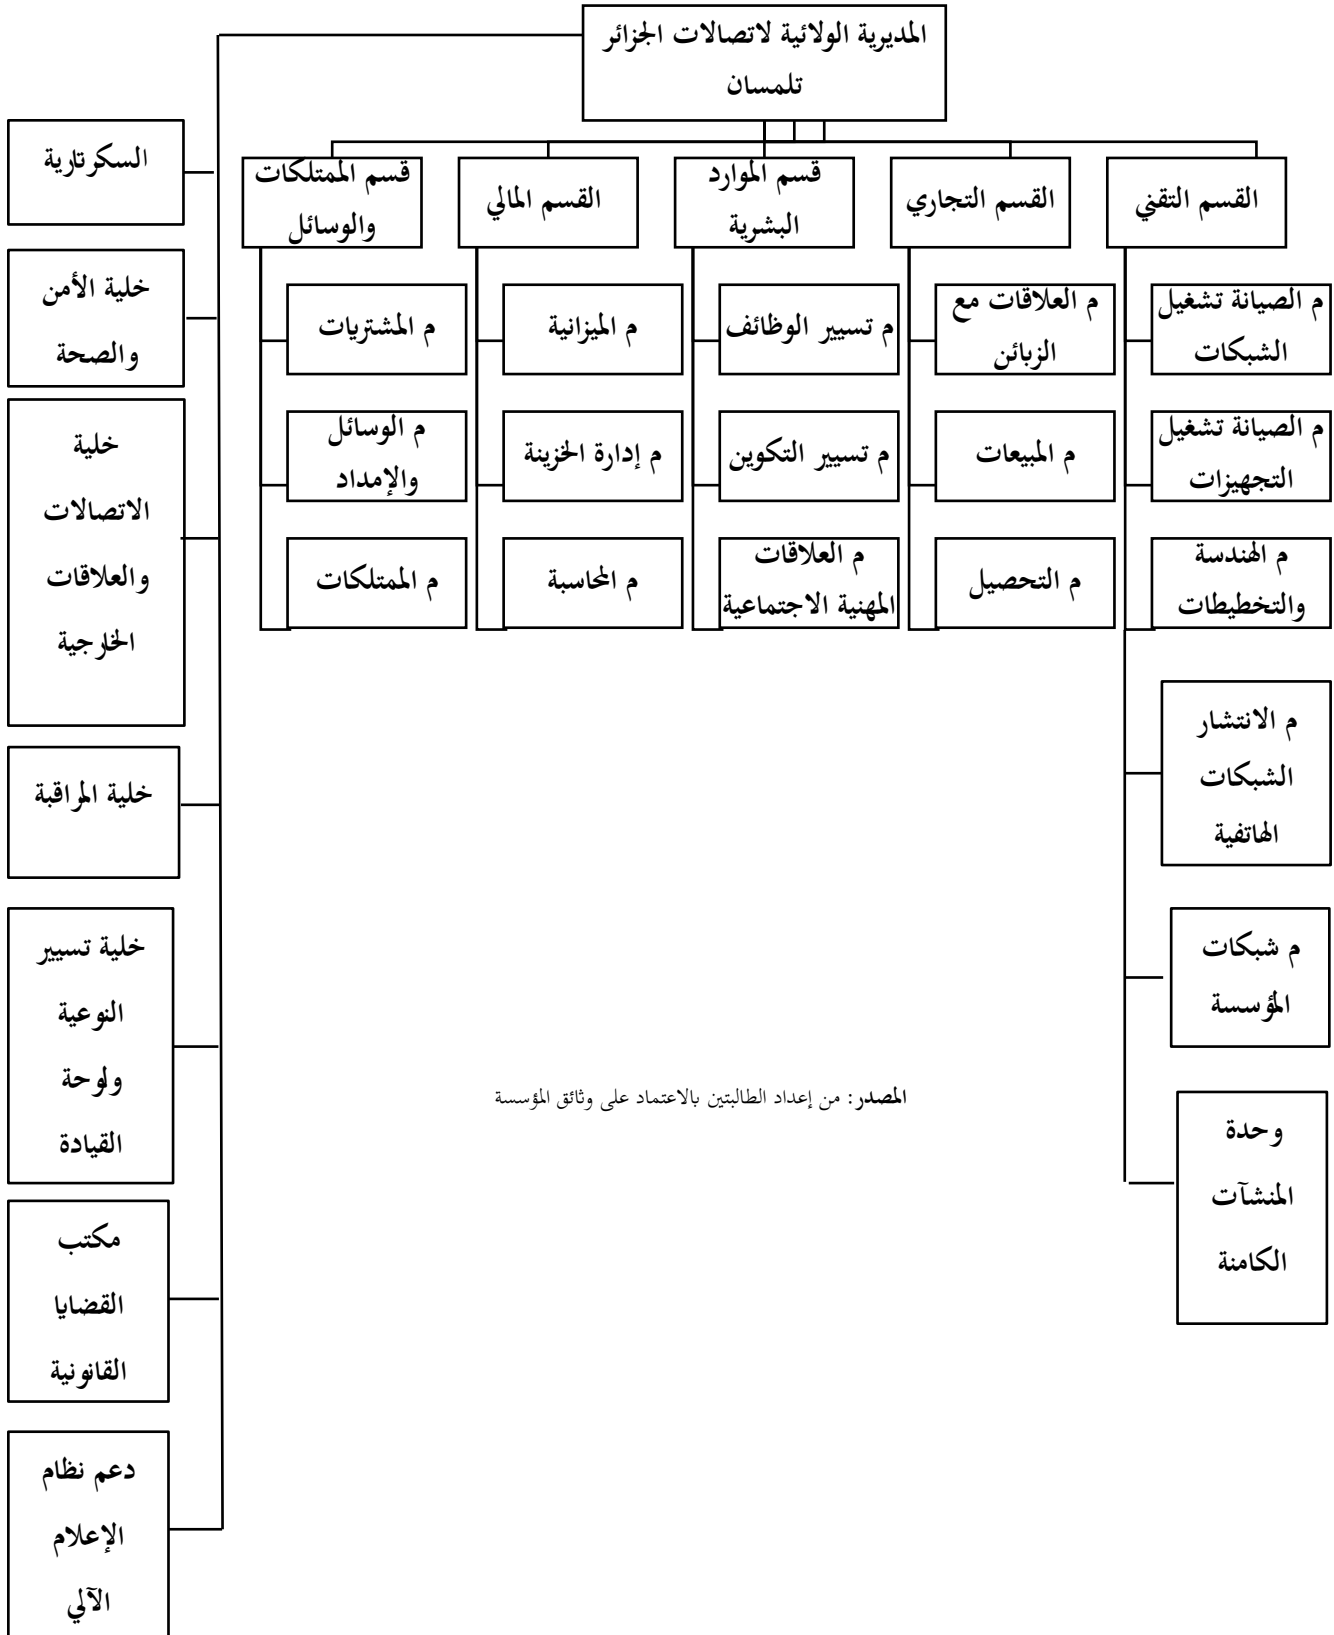 المديرية الولائية لاتصالات الجزائر
تلمسان
القسم التقني
القسم التجاري
قسم الموارد
البشرية
القسم المالي
قسم الممتلكات
والوسائل
م الصيانة تشغيل
الشبكات
م العلاقات مع
الزبائن
م تسيير الوظائف
م الميزانية
م المشتريات
م الصيانة تشغيل
التجهيزات
م المبيعات
م تسيير التكوين
م إدارة الخزينة
م الوسائل
والإمداد
م الهندسة
والتخطيطات
م التحصيل
م العلاقات
المهنية الاجتماعية
م المحاسبة
م الممتلكات
م الانتشار
الشبكات
الهاتفية
م شبكات
المؤسسة
وحدة
المنشآت
الكامنة
السكرتارية
خلية الأمن
والصحة
خلية
الاتصالات
والعلاقات
الخارجية
خلية المراقبة
خلية تسيير
النوعية
ولوحة
القيادة
مكتب
القضايا
القانونية
دعم نظام
الإعلام
الآلي
المصدر: من إعداد الطالبتين بالاعتماد على وثائق المؤسسة